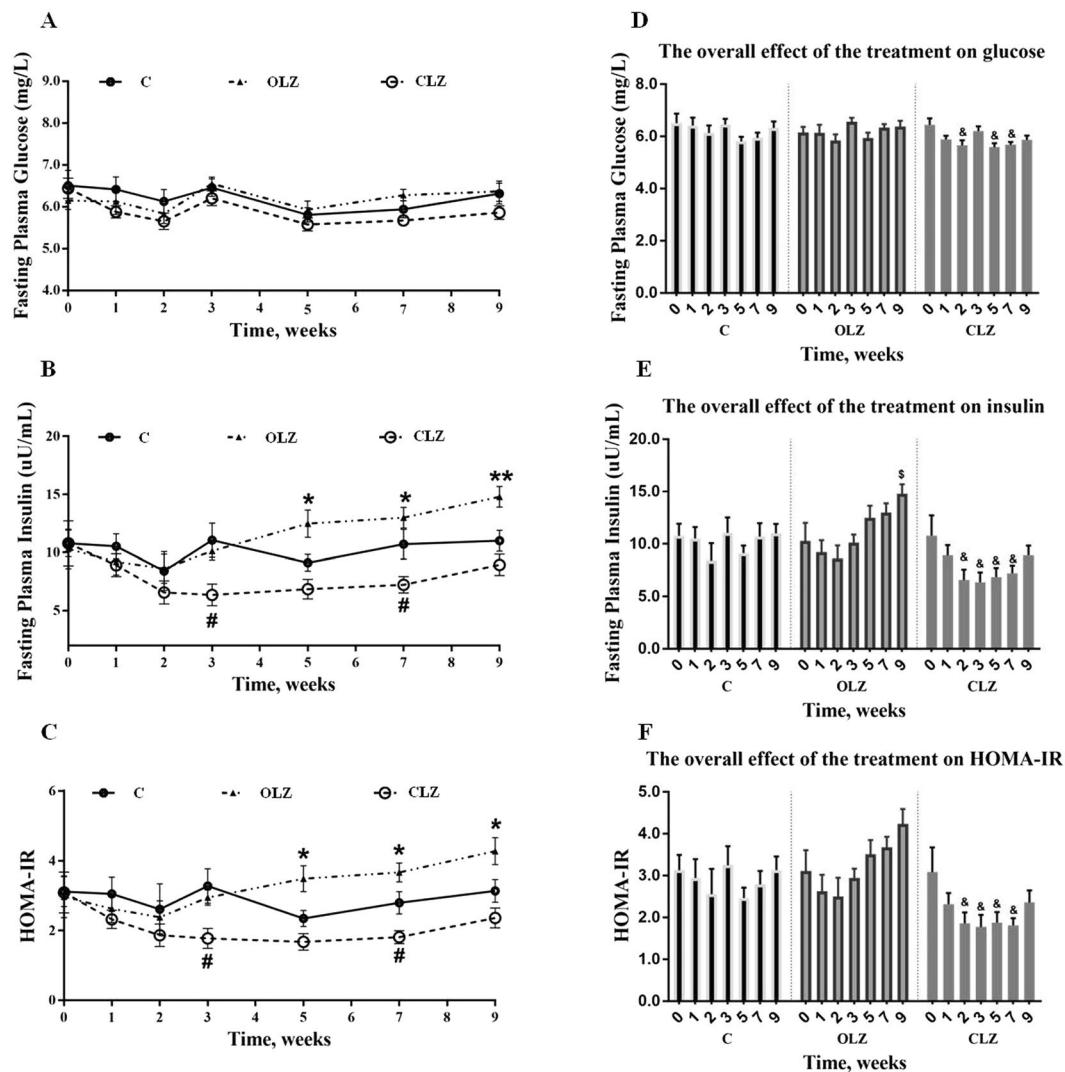 A
C OLZ CLZ
Fasting Plasma Glucose (mg/L)
9.0
8.0
7.0
6.0
5.0
4.0
0 1 2 3 4 5 6 7 8 9
Time, weeks
D
The overall effect of the treatment on glucose
Fasting Plasma Glucose (mg/L)
8.0
6.0
4.0
2.0
0.0
& & &
0 1 2 3 5 7 9 0 1 2 3 5 7 9 0 1 2 3 5 7 9
C OLZ CLZ
Time, weeks
B
C OLZ CLZ
Fasting Plasma Insulin (uU/mL)
20
15
10
5
* * **
# #
0 1 2 3 4 5 6 7 8 9
Time, weeks
E
The overall effect of the treatment on insulin
Fasting Plasma Insulin (uU/mL)
20.0
15.0
10.0
5.0
0.0
$
& & & &
0 1 2 3 5 7 9 0 1 2 3 5 7 9 0 1 2 3 5 7 9
C OLZ CLZ
Time, weeks
C
C OLZ CLZ
HOMA-IR
6
4
2
0
* * *
# #
0 1 2 3 4 5 6 7 8 9
Time, weeks
F
The overall effect of the treatment on HOMA-IR
HOMA-IR
5.0
4.0
3.0
2.0
1.0
0.0
& & & &
0 1 2 3 5 7 9 0 1 2 3 5 7 9 0 1 2 3 5 7 9
C OLZ CLZ
Time, weeks